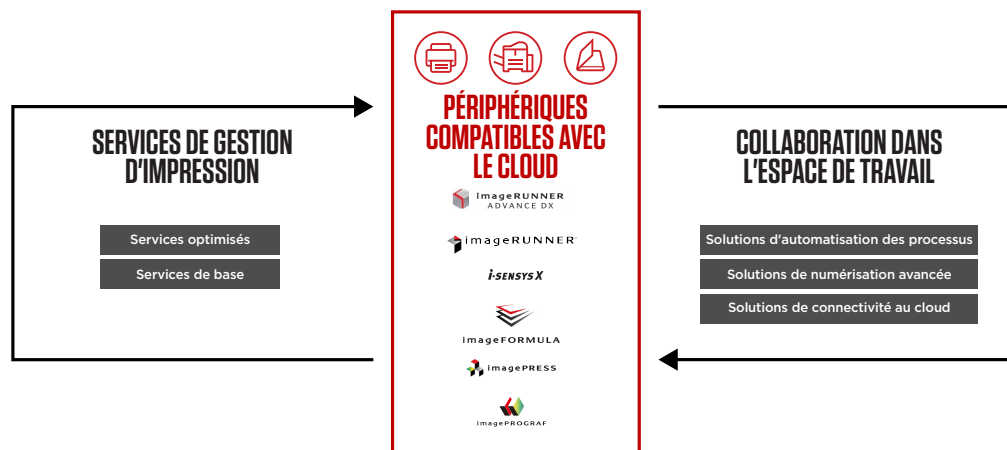 SERVICES DE GESTION
D'IMPRESSION
Services optimisés
Services de base
PÉRIPHÉRIQUES
COMPATIBLES AVEC
LE CLOUD
imageRUNNER
ADVANCE DX
imageRUNNER
i-SENSYS X
imageFORMULA
imagePRESS
imagePROGRAF
COLLABORATION DANS
L'ESPACE DE TRAVAIL
Solutions d'automatisation des processus
Solutions de numérisation avancée
Solutions de connectivité au cloud